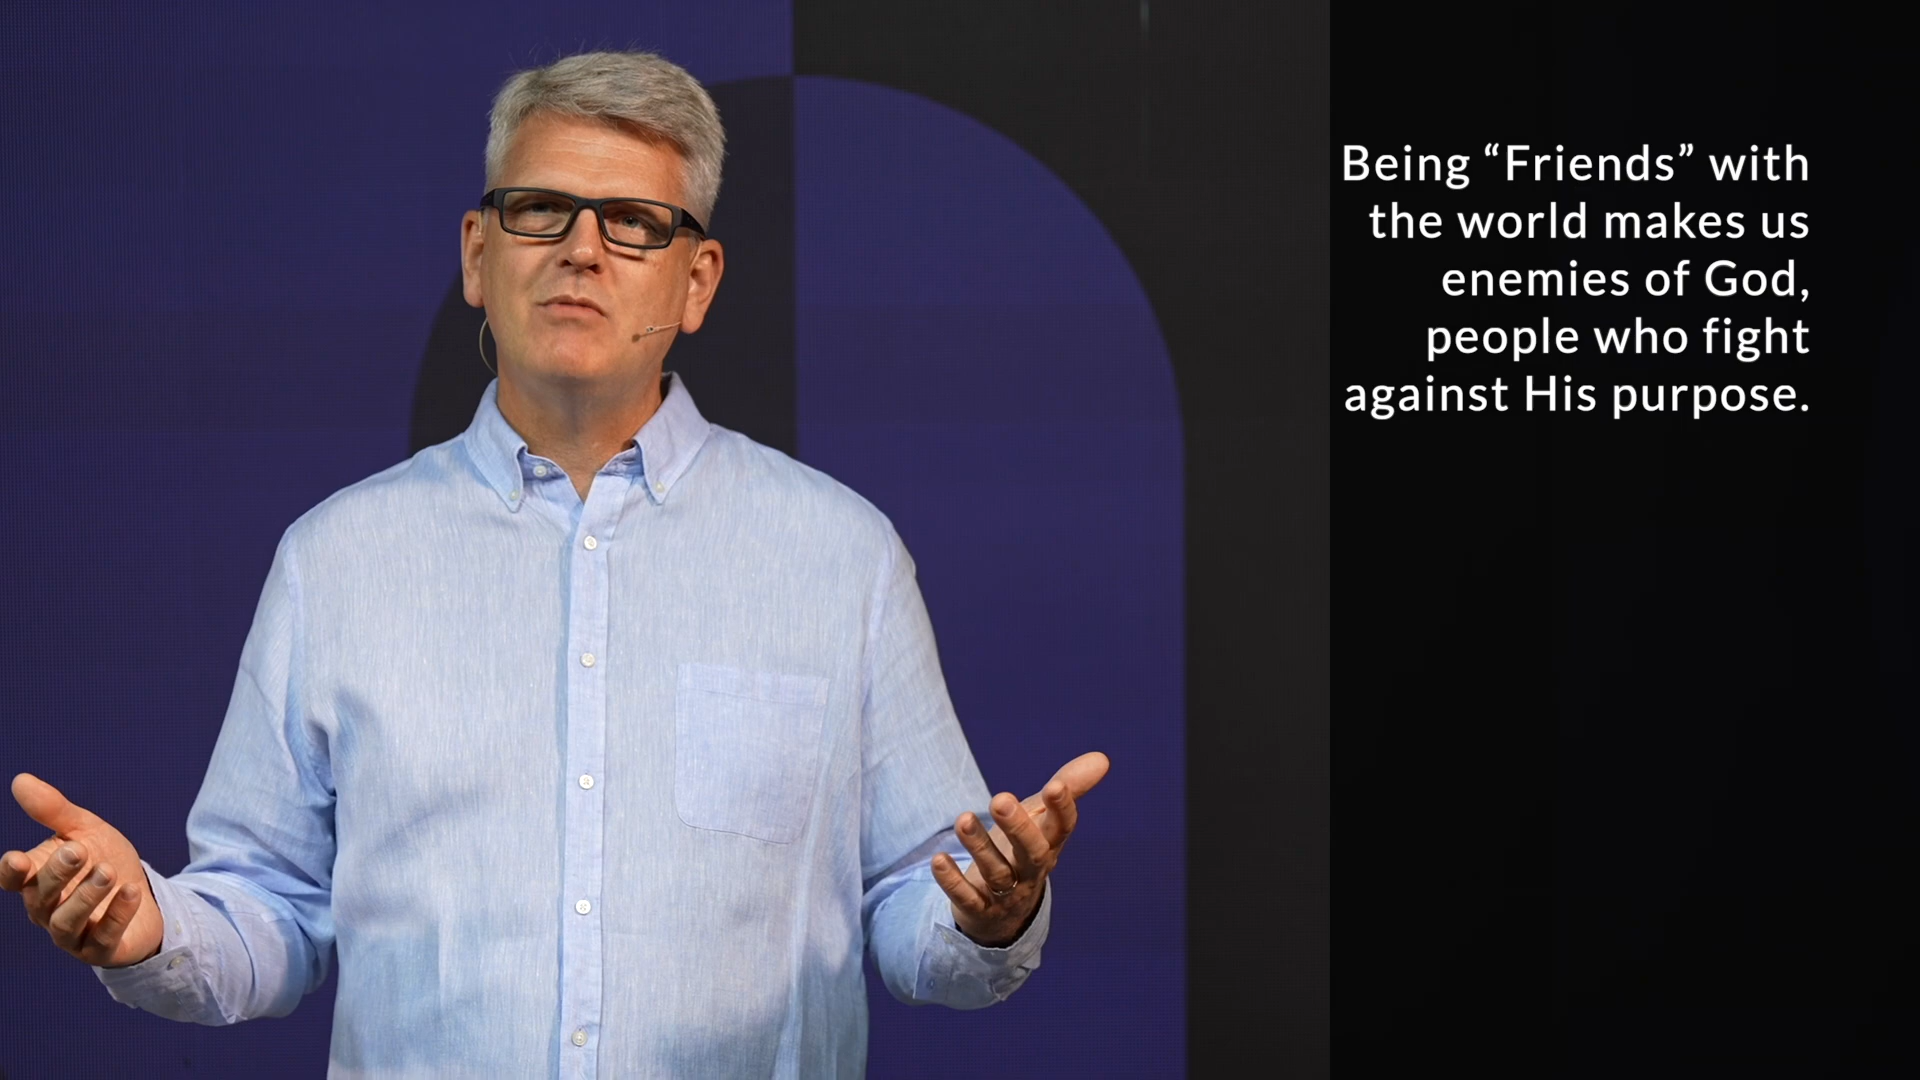 Being “Friends” with
the world makes us
enemies of God,
people who fight
against His purpose.